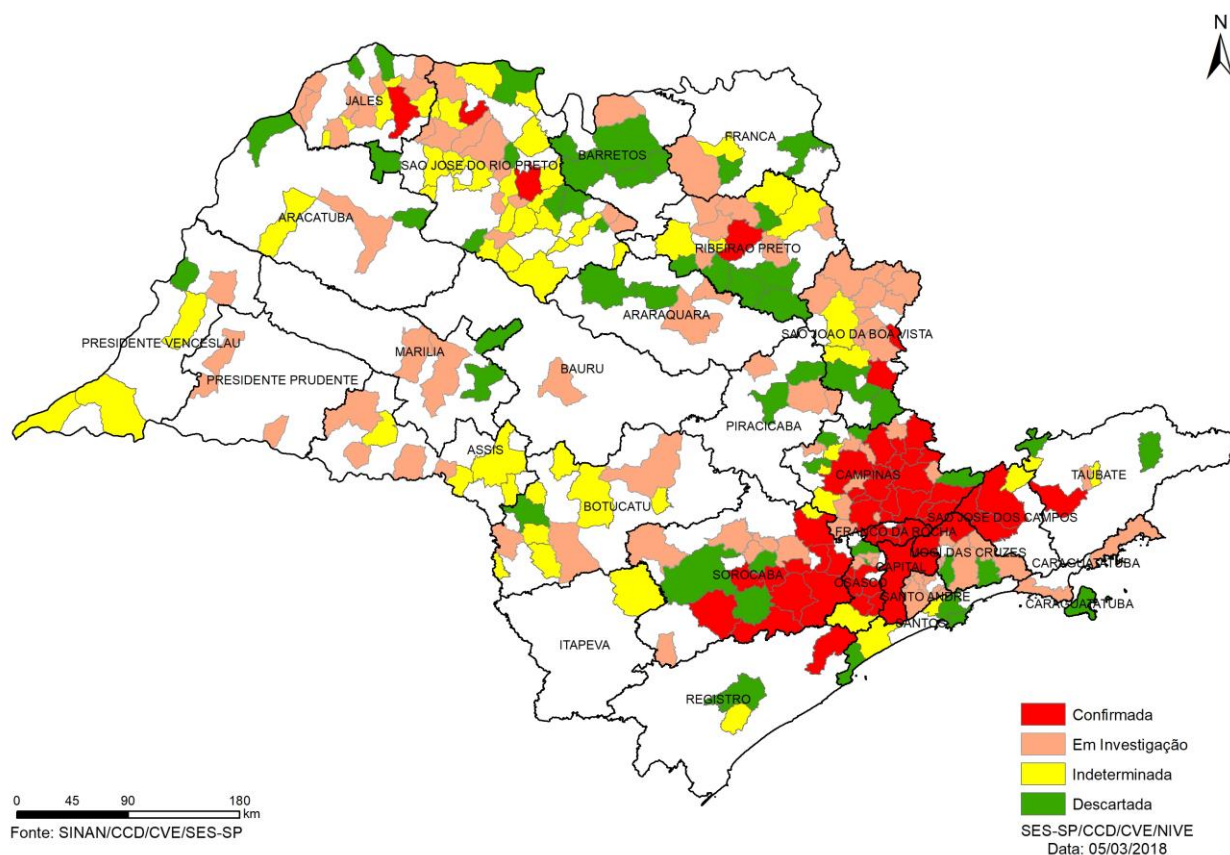 N
JALES
FRANCA
BARRETOS
SAO JOSE DO RIO PRETO
ARACATUBA
RIBEIRAO PRETO
ARARAQUARA
SAO JOAO DA BOA VISTA
PRESIDENTE VENCESLAU
MARILIA
BAURU
PRESIDENTE PRUDENTE
PIRACICABA
ASSIS
CAMPINAS
TAUBATE
BOTUCATU
SAO JOSE DOS CAMPOS
FRANCO DA ROCHA
MOGI DAS CRUZES
CARAGUATATUBA
CAPITAL
SOROCABA
OSASCO
SANTO ANDRE
CARAGUATATUBA
SANTOS
ITAPEVA
REGISTRO
Confirmada
Em Investigação
Indeterminada
Descartada
0 45 90 180
km
Fonte: SINAN/CCD/CVE/SES-SP
SES-SP/CCD/CVE/NIVE
Data: 05/03/2018